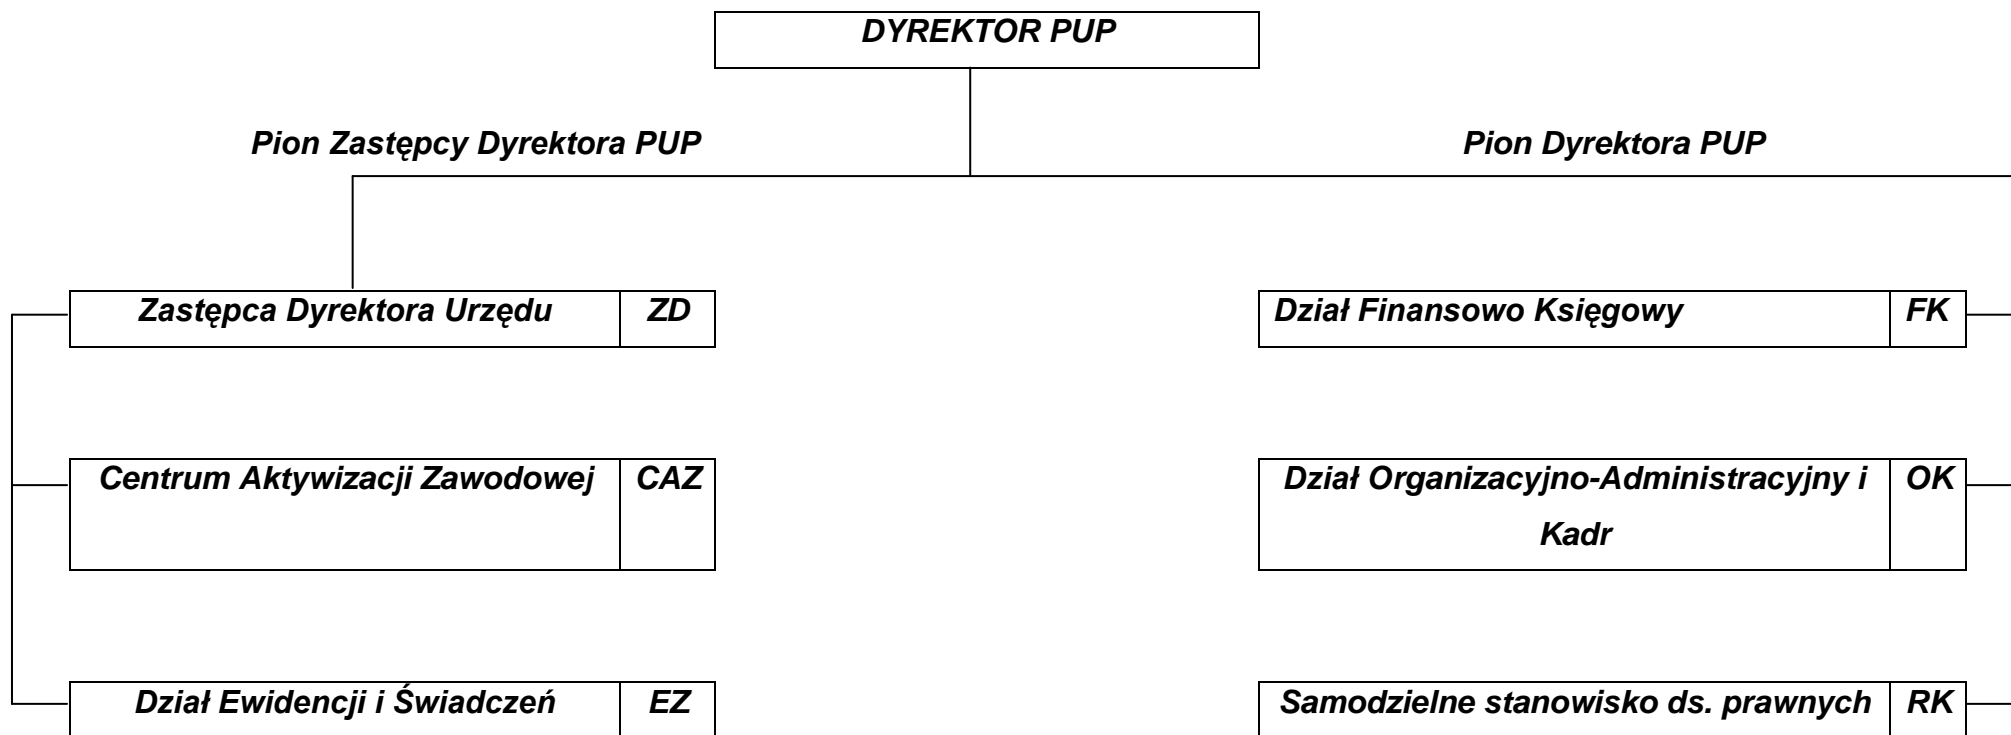 DYREKTOR PUP
Pion Zastępcy Dyrektora PUP
Pion Dyrektora PUP
Zastępca Dyrektora Urzędu ZD
Dział Finansowo Księgowy FK
Centrum Aktywizacji Zawodowej CAZ
Dział Organizacyjno-Administracyjny i OK
Kadr
Dział Ewidencji i Świadczeń EZ
Samodzielne stanowisko ds. prawnych RK